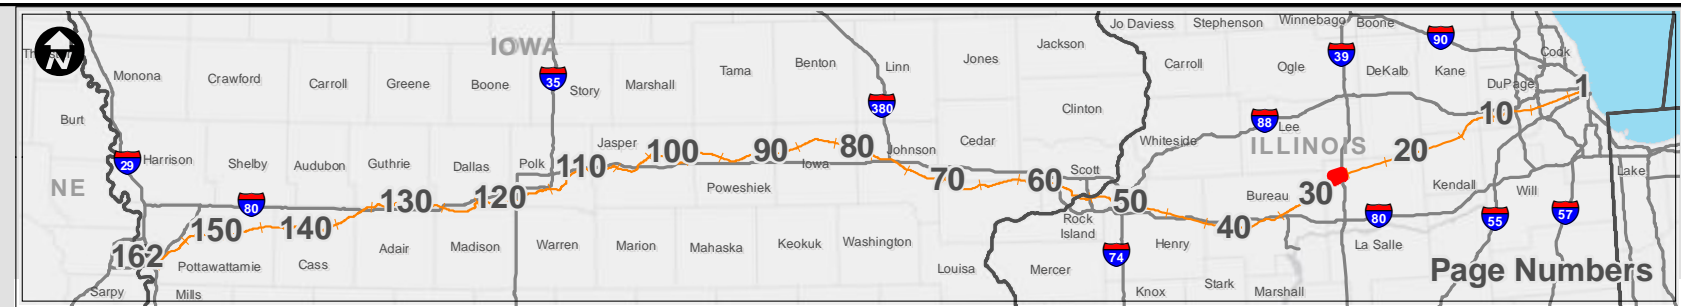 Jo Daviess Stephenson Winnebago Boone
N IOWA Jackson 90 Cook
39
Monona Crawford Carroll Greene Boone 35 Story Marshall Tama Benton Linn Jones Carroll Ogle DeKalb Kane DuPage 1
380 Clinton 10
Burt 88 Lee
Whiteside ILLINOIS
29 Harrison Shelby Audubon Guthrie Dallas Polk 110 Jasper 100 90 Iowa 80 Johnson Cedar Scott 20 Lake
NE 80 130 120 Poweshiek 70 60 50 Bureau 30 Kendall Will
150 140 Rock Island 40 80 55 57
162 Pottawattamie Cass Adair Madison Warren Marion Mahaska Keokuk Washington Henry La Salle
74
Louisa Mercer Page Numbers
Sarpy Mills Knox Stark Marshall